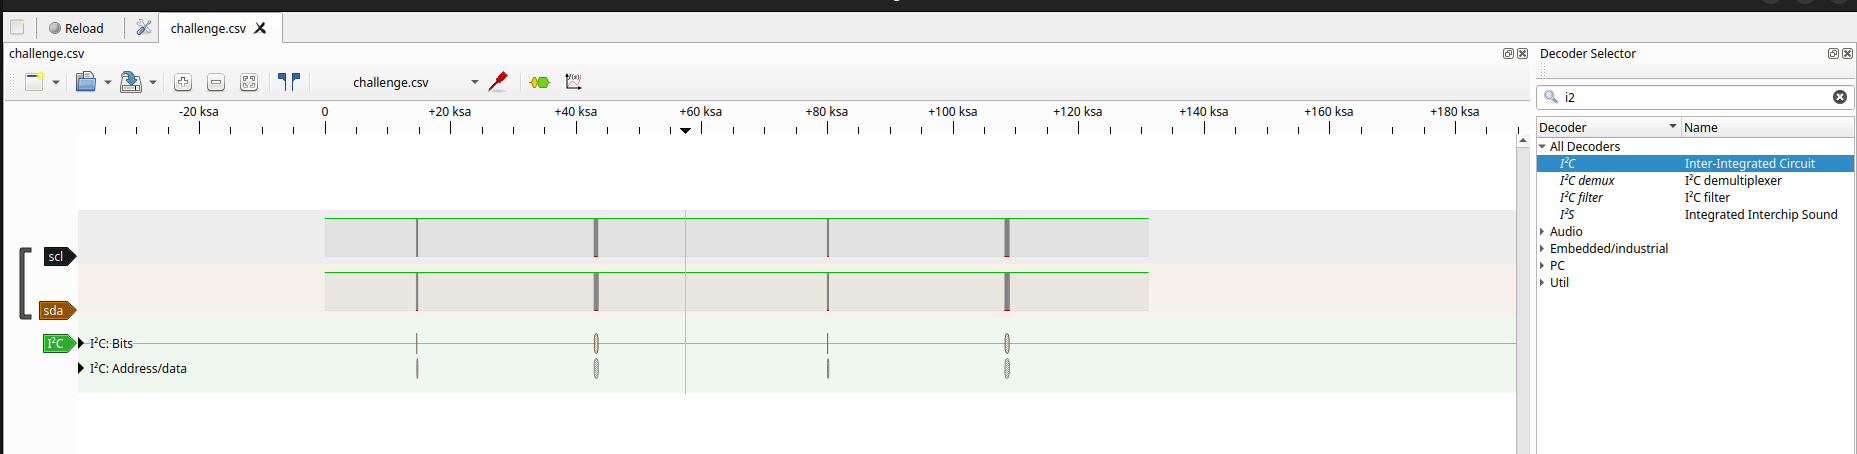 Reload
challenge.csv
challenge.csv
Decoder Selector
challenge.csv
i2
-20 ksa 0 +20 ksa +40 ksa +60 ksa +80 ksa +100 ksa +120 ksa +140 ksa +160 ksa +180 ksa
Decoder Name
All Decoders
I²C Inter-Integrated Circuit
I²C demux I²C demultiplexer
I²C filter I²C filter
I²S Integrated Interchip Sound
Audio
Embedded/industrial
PC
Util
scl
sda
I²C I²C: Bits
I²C: Address/data